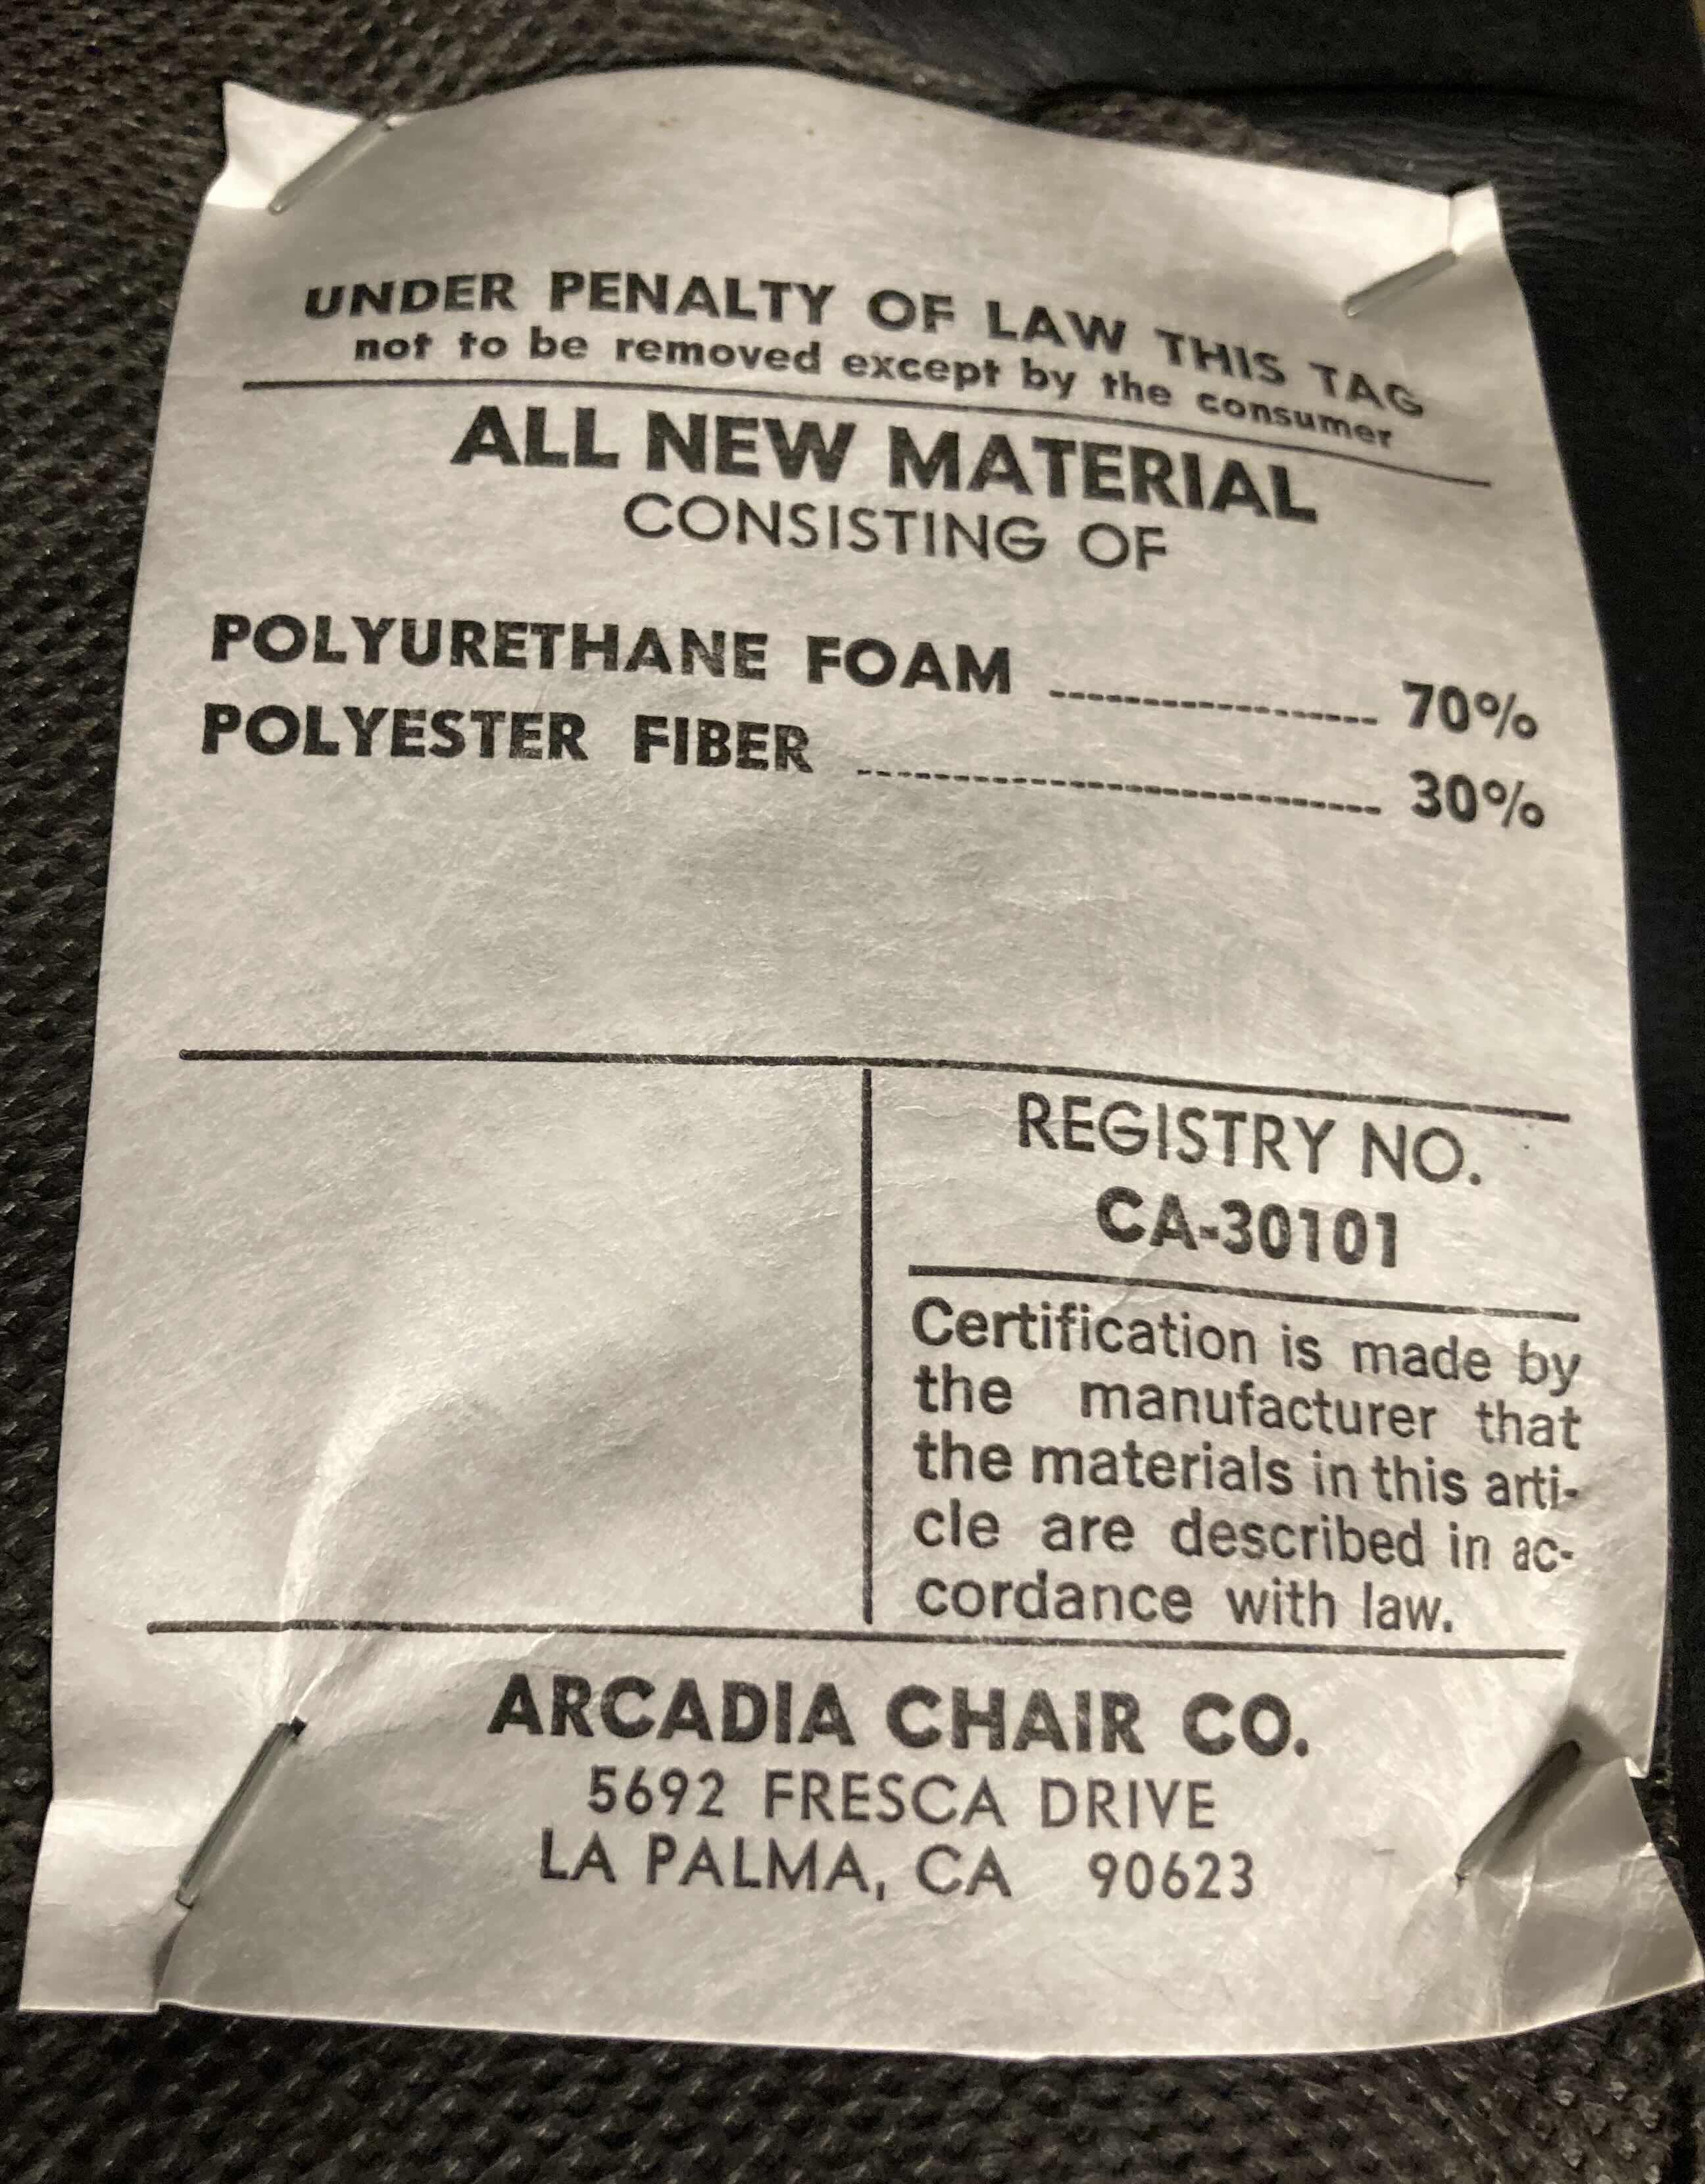 UNDER PENALTY OF LAW THIS TAG
not to be removed except by the consumer
ALL NEW MATERIAL
CONSISTING OF
POLYURETHANE FOAM ---------- 70%
POLYESTER FIBER ---------- 30%
REGISTRY NO.
CA-30101
Certification is made by
the manufacturer that
the materials in this arti-
cle are described in ac-
cordance with law.
ARCADIA CHAIR CO.
5692 FRESCA DRIVE
LA PALMA, CA 90623